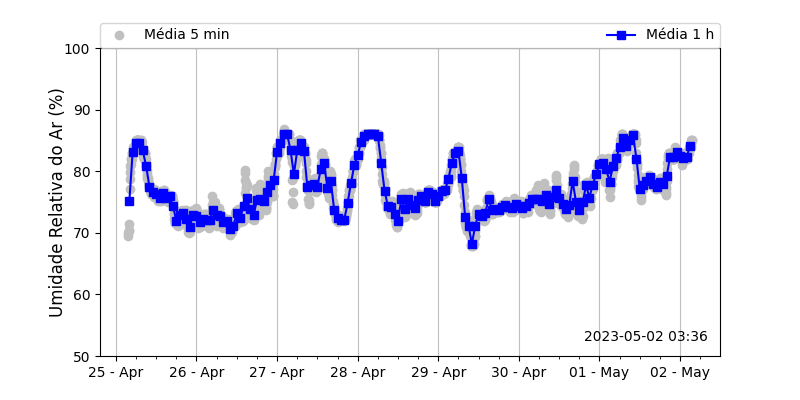 Média 5 min
Média 1 h
Umidade Relativa do Ar (%)
100
90
80
70
60
50
2023-05-02 03:36
25 - Apr
26 - Apr
27 - Apr
28 - Apr
29 - Apr
30 - Apr
01 - May
02 - May